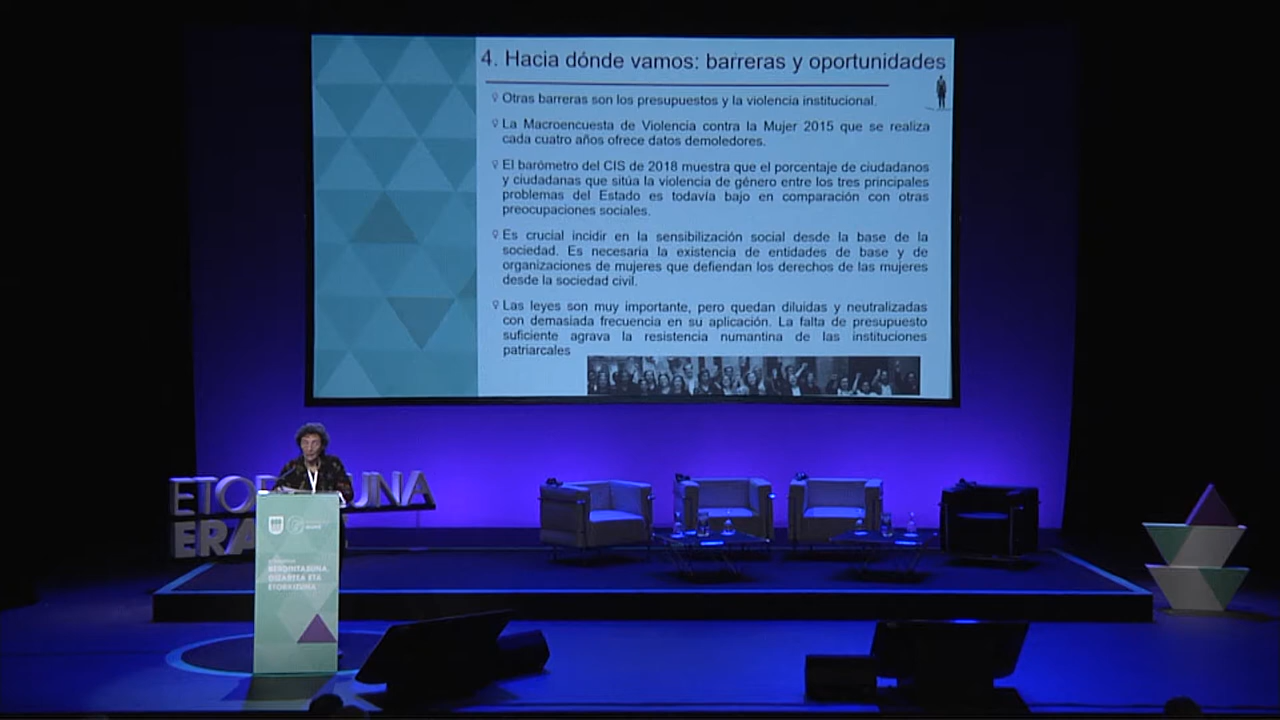 4. Hacia dónde vamos: barreras y oportunidades
Otras barreras son los presupuestos y la violencia institucional.
La Macroencuesta de Violencia contra la Mujer 2015 que se realiza
cada cuatro años ofrece datos demoledores.
El barómetro del CIS de 2018 muestra que el porcentaje de ciudadanos
y ciudadanas que sitúa la violencia de género entre los tres principales
problemas del Estado es todavía bajo en comparación con otras
preocupaciones sociales.
Es crucial incidir en la sensibilización social desde la base de la
sociedad. Es necesaria la existencia de entidades de base y de
organizaciones de mujeres que defiendan los derechos de las mujeres
desde la sociedad civil.
Las leyes son muy importante, pero quedan diluidas y neutralizadas
con demasiada frecuencia en su aplicación. La falta de presupuesto
suficiente agrava la resistencia numantina de las instituciones
patriarcales
ETOR UNA
ERA
BERDINTASUNA,
GIZARTEA ETA
ETORKIZUNA